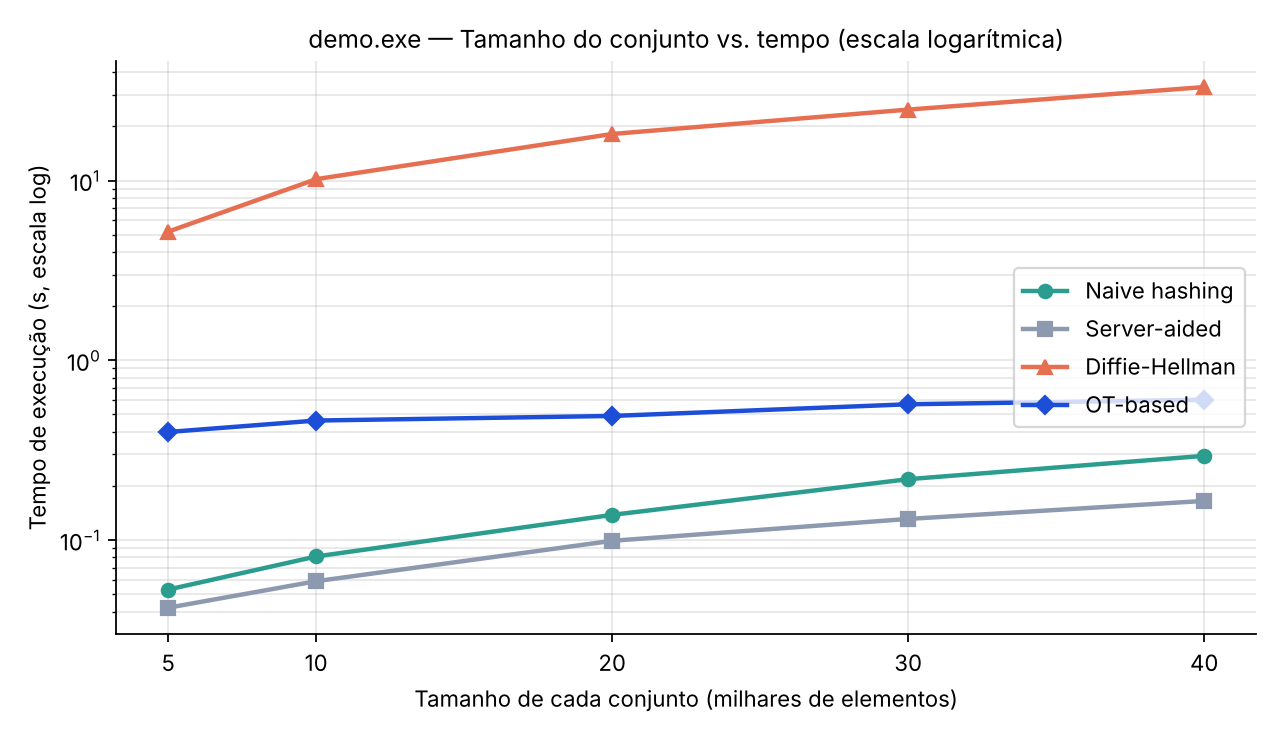 demo.exe — Tamanho do conjunto vs. tempo (escala logarítmica)
Tempo de execução (s, escala log)
10¹
10⁰
10⁻¹
Naive hashing
Server-aided
Diffie-Hellman
OT-based
5 10 20 30 40
Tamanho de cada conjunto (milhares de elementos)